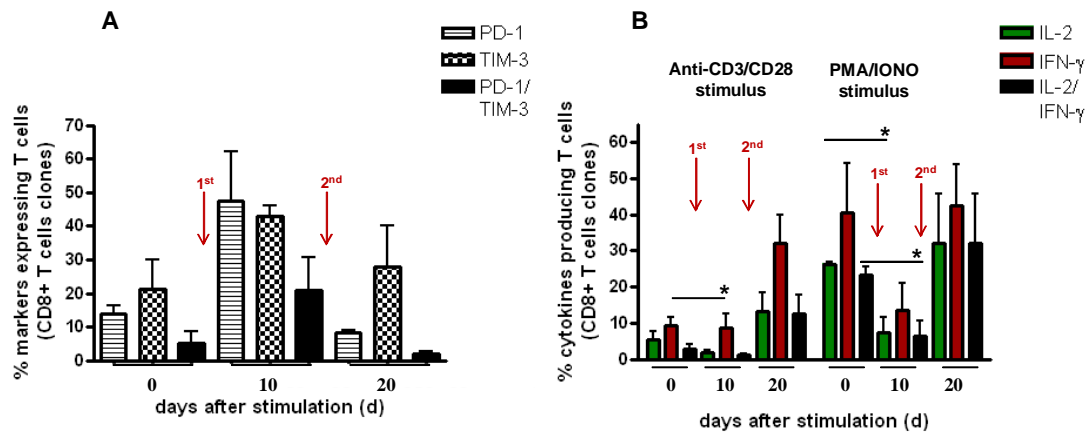 A
PD-1
TIM-3
PD-1/
TIM-3
% markers expressing T cells
(CD8+ T cells clones)
70
60
50
40
30
20
10
0
1st
2nd
0
10
20
days after stimulation (d)
B
IL-2
IFN-γ
IL-2/
IFN-γ
Anti-CD3/CD28
stimulus
PMA/IONO
stimulus
% cytokines producing T cells
(CD8+ T cells clones)
60
50
40
30
20
10
0
1st
2nd
*
*
1st
2nd
*
0
10
20
0
10
20
days after stimulation (d)